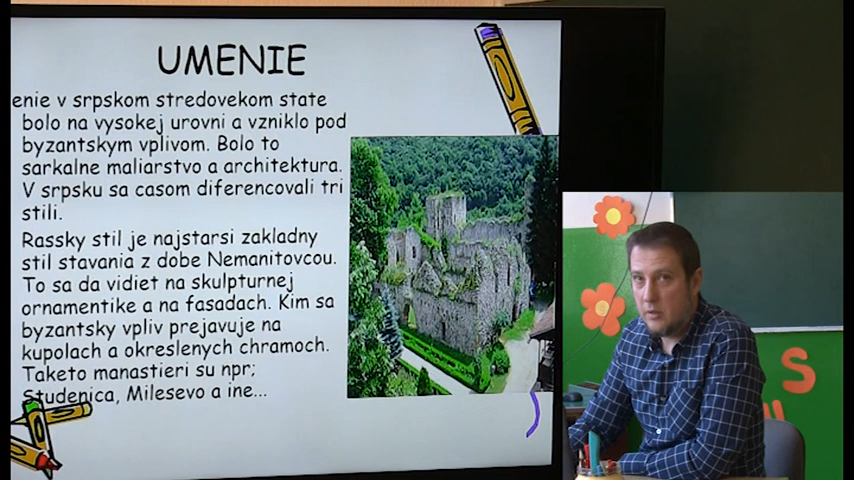 UMENIE
enie v srpskom stredovekom state
bolo na vysokej urovni a vzniklo pod
byzantskym vplivom. Bolo to
sarkalne maliarstvo a architektura.
V srpsku sa casom diferencovali tri
stili.
Rassky stil je najstarsi zakladny
stil stavania z dobe Nemanitovcou.
To sa da vidiet na skulpturnej
ornamentike a na fasadach. Kim sa
byzantsky vpliv prejavuje na
kupolach a okreslenych chramoch.
Taketo manastieri su npr;
Studenica, Milesevo a ine...
S